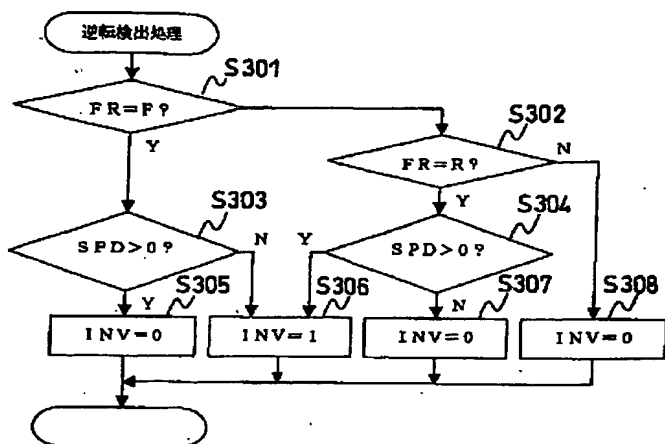 逆転検出処理
S301
FR=F?
S302
Y
N
FR=R?
S303
Y
S304
SPD>0?
N
Y
SPD>0?
S305
Y
S306
N
S307
S308
INV=0
INV=1
INV=0
INV=0